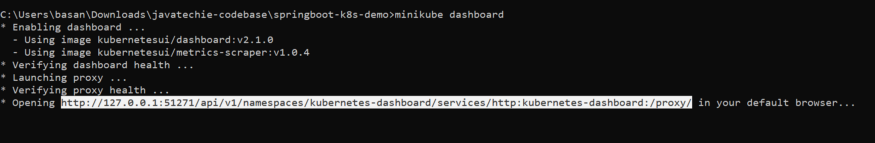 C:\Users\basan\Downloads\javatechie-codebase\springboot-k8s-demo>minikube dashboard
* Enabling dashboard ...
  - Using image kubernetesui/dashboard:v2.1.0
  - Using image kubernetesui/metrics-scraper:v1.0.4
* Verifying dashboard health ...
* Launching proxy ...
* Verifying proxy health ...
* Opening http://127.0.0.1:51271/api/v1/namespaces/kubernetes-dashboard/services/http:kubernetes-dashboard:/proxy/ in your default browser...